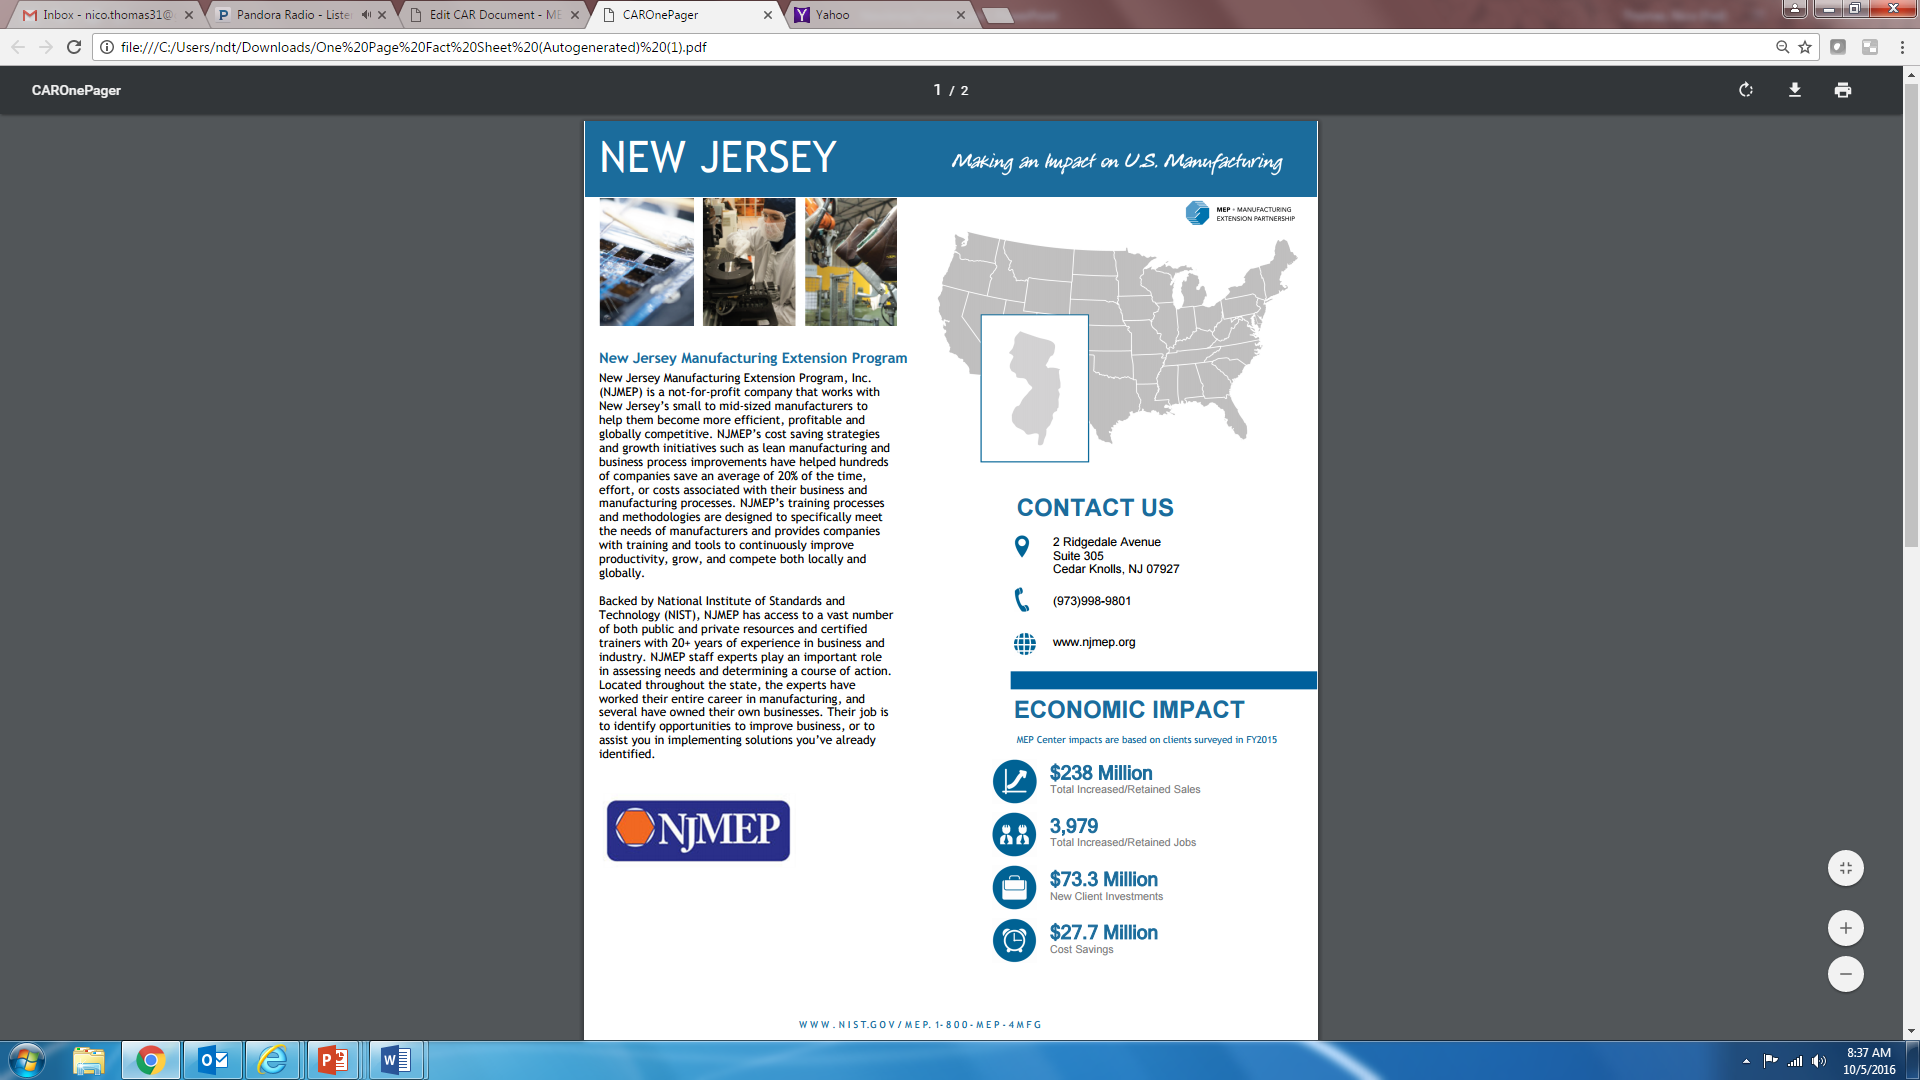 Inbox - nico.thomas31@
Pandora Radio - Liste
Edit CAR Document - ME
CAROnePager
Yahoo
file:///C:/Users/ndt/Downloads/One%20Page%20Fact%20Sheet%20(Autogenerated)%20(1).pdf
CAROnePager
1 / 2
NEW JERSEY
Making an Impact on U.S. Manufacturing
MEP - MANUFACTURING
EXTENSION PARTNERSHIP
New Jersey Manufacturing Extension Program
New Jersey Manufacturing Extension Program, Inc.
(NJMEP) is a not-for-profit company that works with
New Jersey's small to mid-sized manufacturers to
help them become more efficient, profitable and
globally competitive. NJMEP's cost saving strategies
and growth initiatives such as lean manufacturing and
business process improvements have helped hundreds
of companies save an average of 20% of the time,
effort, or costs associated with their business and
manufacturing processes. NJMEP's training processes
and methodologies are designed to specifically meet
the needs of manufacturers and provides companies
with training and tools to continuously improve
productivity, grow, and compete both locally and
globally.
Backed by National Institute of Standards and
Technology (NIST), NJMEP has access to a vast number
of both public and private resources and certified
trainers with 20+ years of experience in business and
industry. NJMEP staff experts play an important role
in assessing needs and determining a course of action.
Located throughout the state, the experts have
worked their entire career in manufacturing, and
several have owned their own businesses. Their job is
to identify opportunities to improve business, or to
assist you in implementing solutions you've already
identified.
NJMEP
CONTACT US
2 Ridgedale Avenue
Suite 305
Cedar Knolls, NJ 07927
(973)998-9801
www.njmep.org
ECONOMIC IMPACT
MEP Center impacts are based on clients surveyed in FY2015
$238 Million
Total Increased/Retained Sales
3,979
Total Increased/Retained Jobs
$73.3 Million
New Client Investments
$27.7 Million
Cost Savings
WWW.NIST.GOV/MEP. 1-800-MEP-4MFG
8:37 AM
10/5/2016